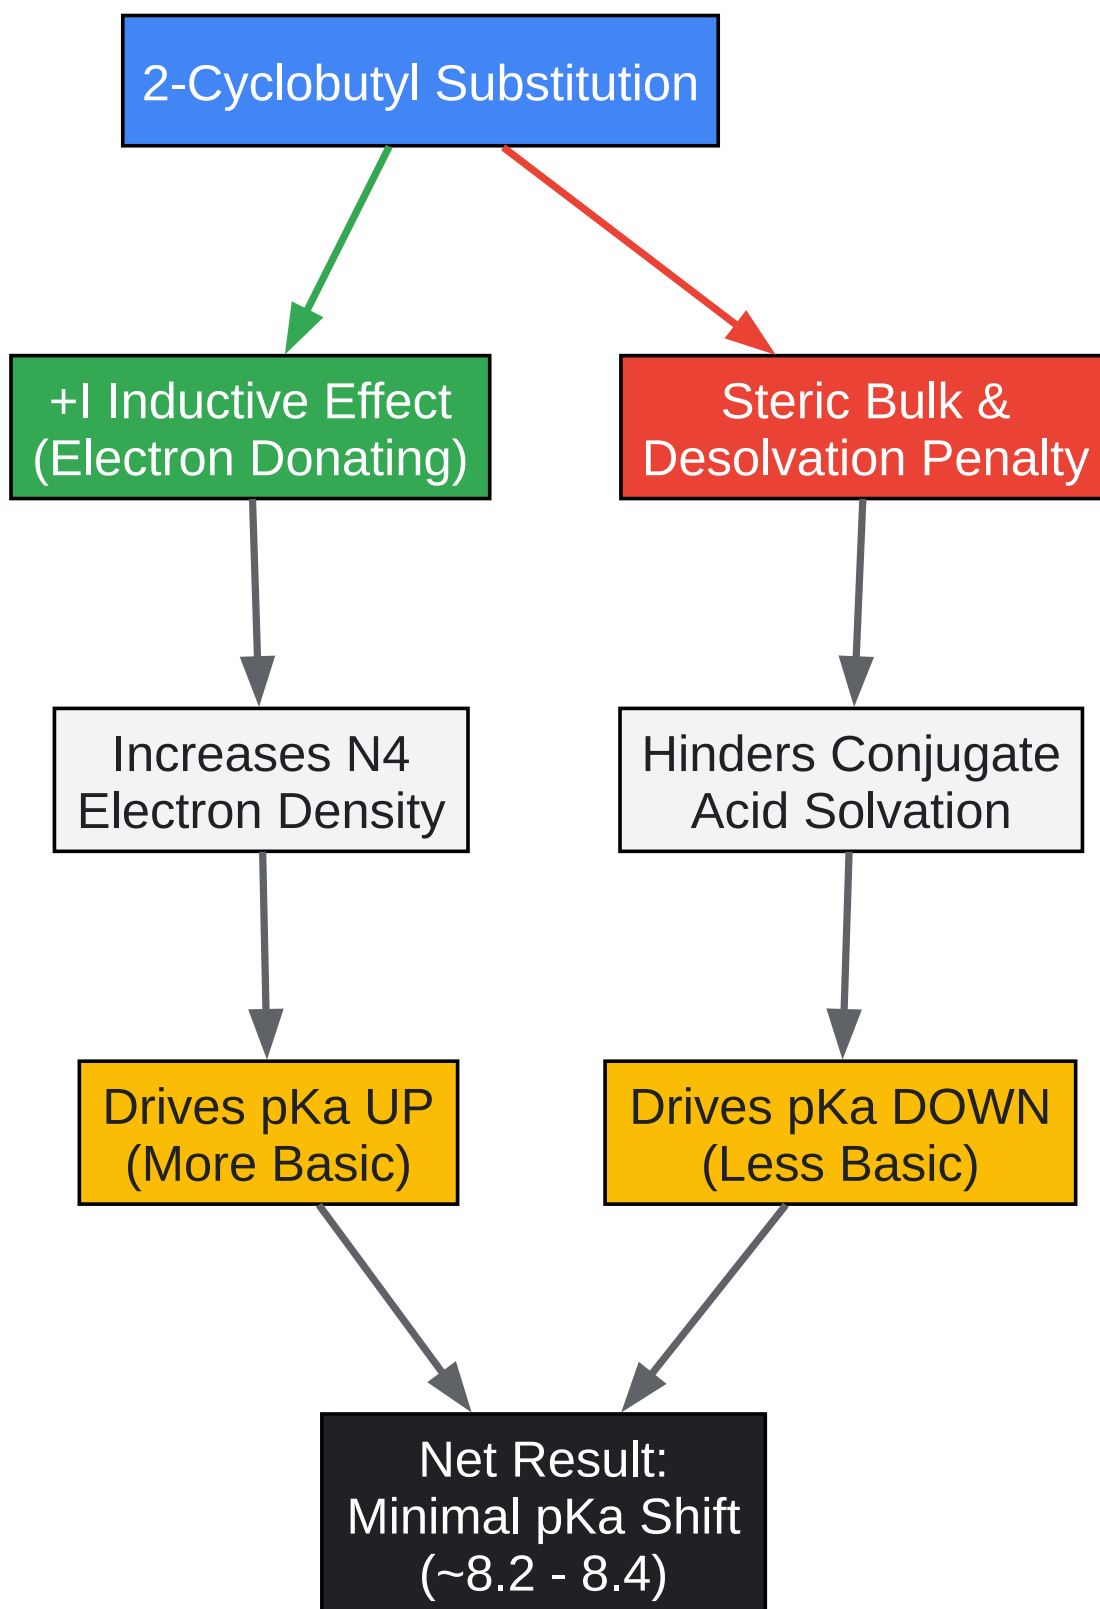 2-Cyclobutyl Substitution
+I Inductive Effect
(Electron Donating)
Steric Bulk &
Desolvation Penalty
Increases N4
Electron Density
Hinders Conjugate
Acid Solvation
Drives pKa UP
(More Basic)
Drives pKa DOWN
(Less Basic)
Net Result:
Minimal pKa Shift
(~8.2 - 8.4)